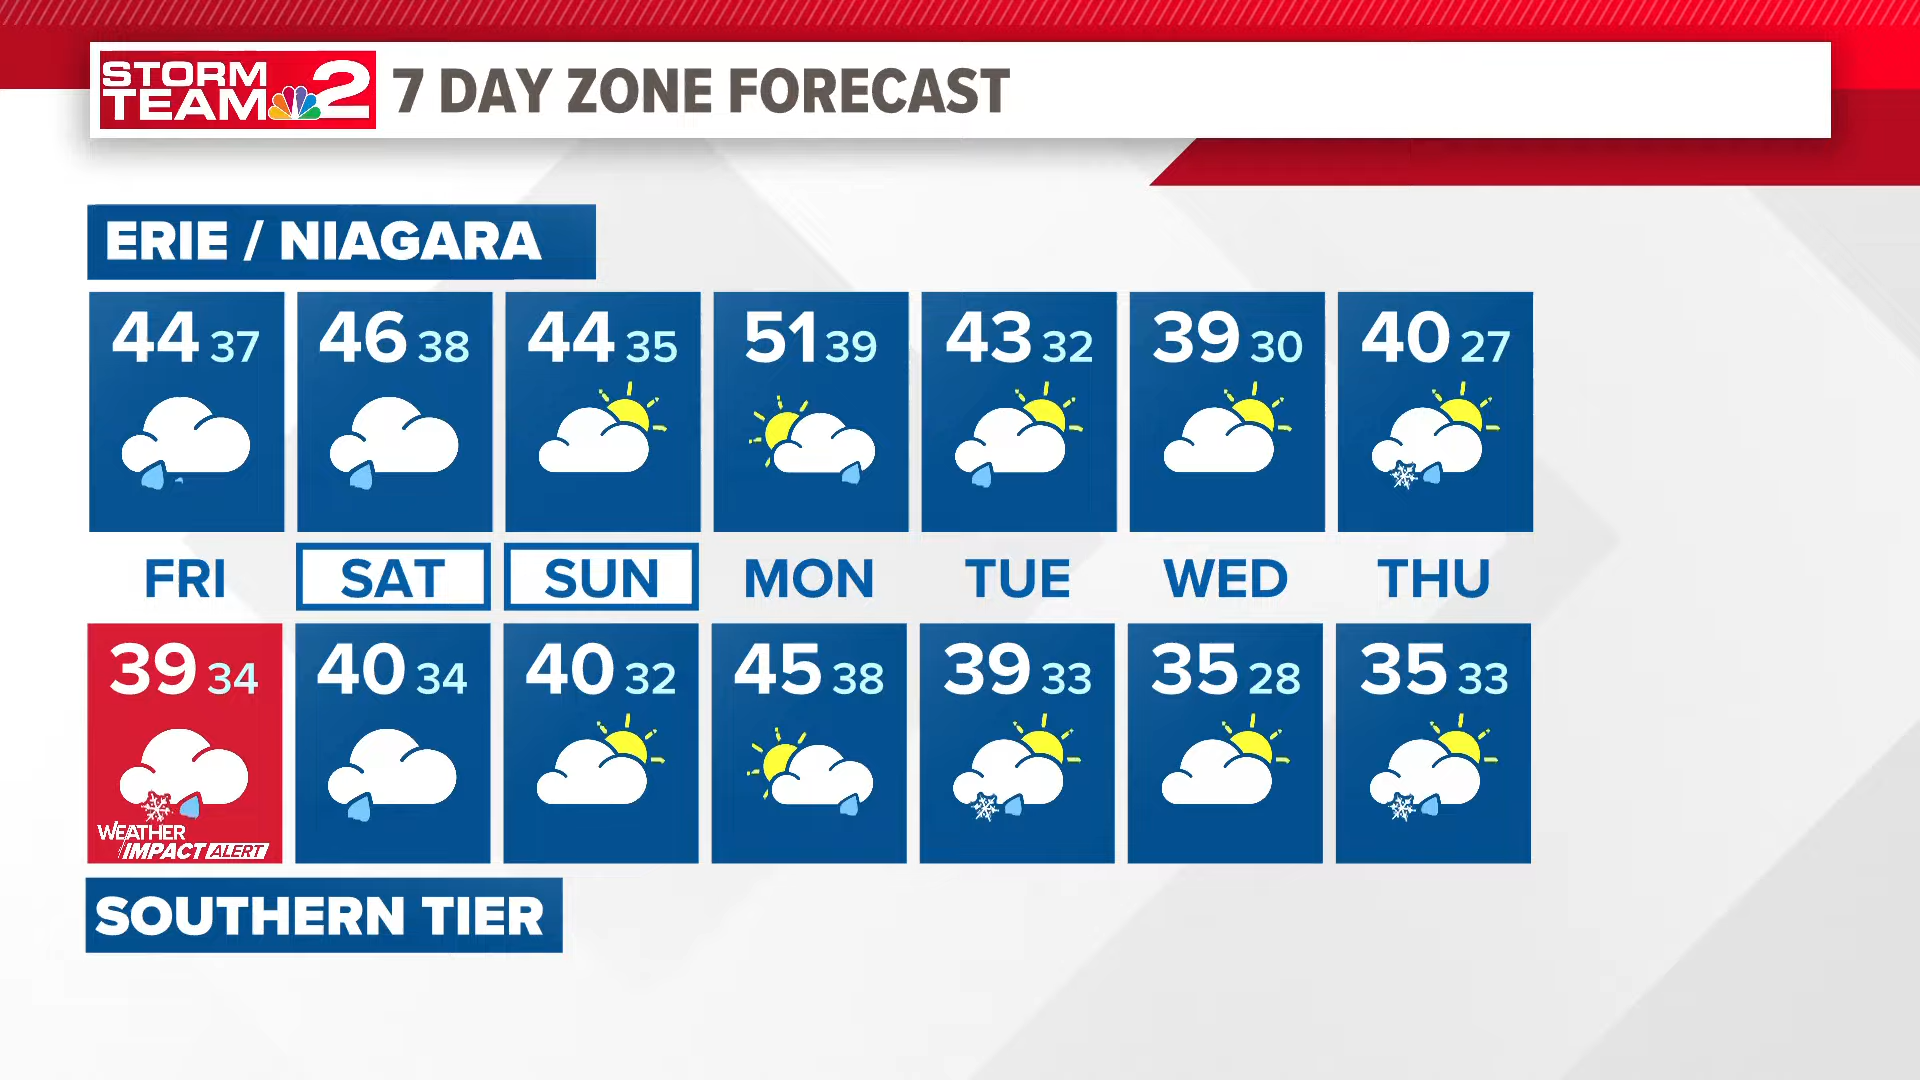 STORM
TEAM 2
7 DAY ZONE FORECAST
ERIE / NIAGARA
44 37 46 38 44 35 51 39 43 32 39 30 40 27
FRI SAT SUN MON TUE WED THU
39 34 40 34 40 32 45 38 39 33 35 28 35 33
WEATHER
IMPACT ALERT
SOUTHERN TIER